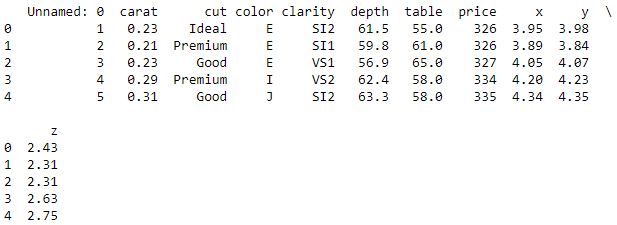 Unnamed: 0 carat cut color clarity depth table price x y \
0 1 0.23 Ideal E SI2 61.5 55.0 326 3.95 3.98
1 2 0.21 Premium E SI1 59.8 61.0 326 3.89 3.84
2 3 0.23 Good E VS1 56.9 65.0 327 4.05 4.07
3 4 0.29 Premium I VS2 62.4 58.0 334 4.20 4.23
4 5 0.31 Good J SI2 63.3 58.0 335 4.34 4.35
z
0 2.43
1 2.31
2 2.31
3 2.63
4 2.75